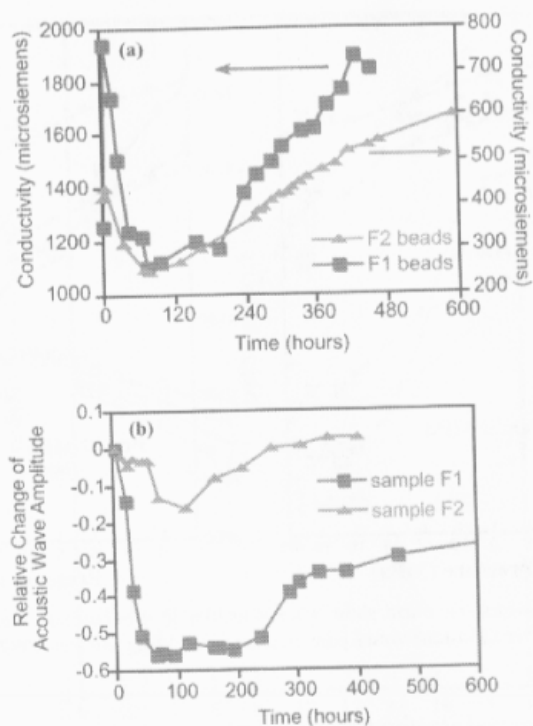 (a)
2000
1800
1600
1400
1200
1000
Conductivity (microsiemens)
800
700
600
500
400
300
200
Conductivity (microsiemens)
F2 beads
F1 beads
0
120
240
360
480
600
Time (hours)
(b)
0.1
0
-0.1
-0.2
-0.3
-0.4
-0.5
-0.6
Relative Change of
Acoustic Wave Amplitude
sample F1
sample F2
0
100
200
300
400
500
600
Time (hours)